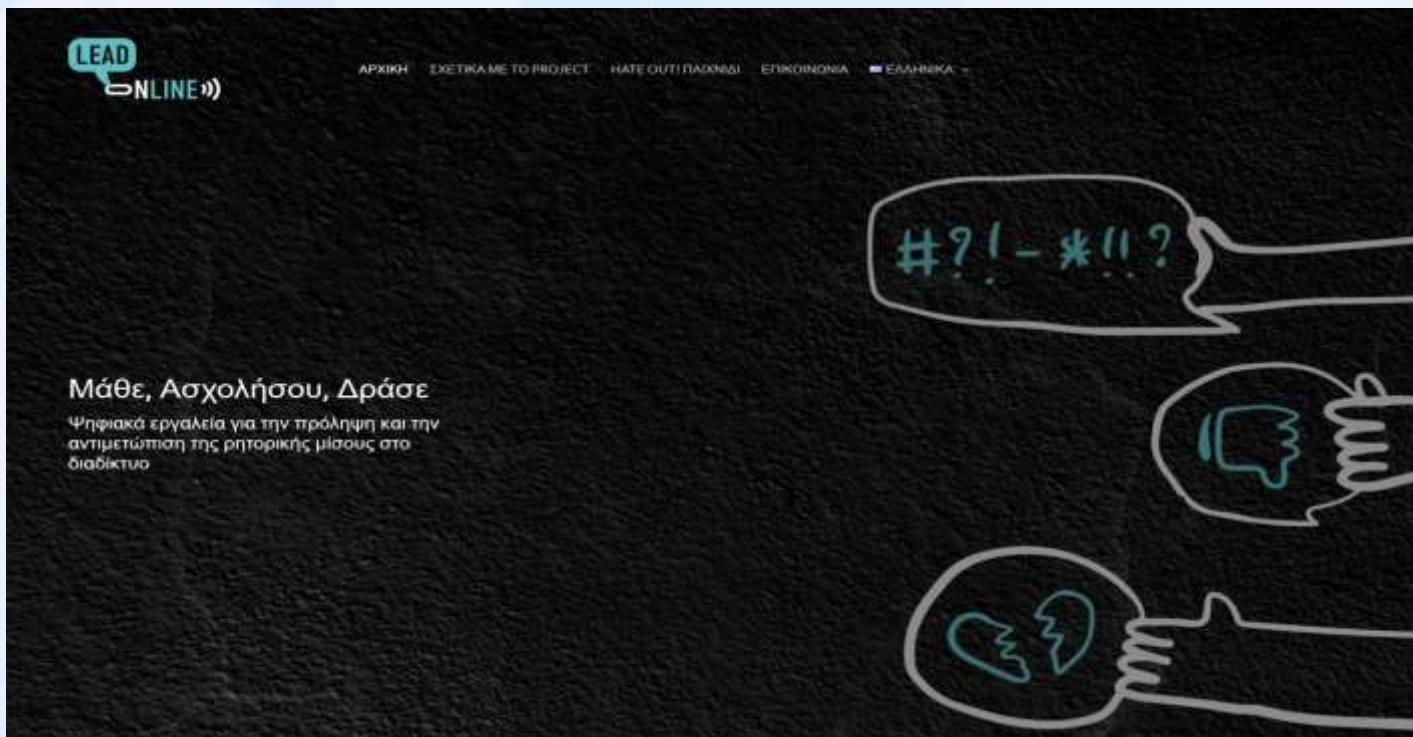 LEAD
ONLINE
ΑΡΧΙΚΗ ΣΧΕΤΙΚΑ ΜΕ ΤΟ PROJECT HATE OUT! ΠΑΙΧΝΙΔΙ ΕΠΙΚΟΙΝΩΝΙΑ ΕΛΛΗΝΙΚΑ
#?!-*!!?
Μάθε, Ασχολήσου, Δράσε
Ψηφιακά εργαλεία για την πρόληψη και την
αντιμετώπιση της ρητορικής μίσους στο
διαδίκτυο